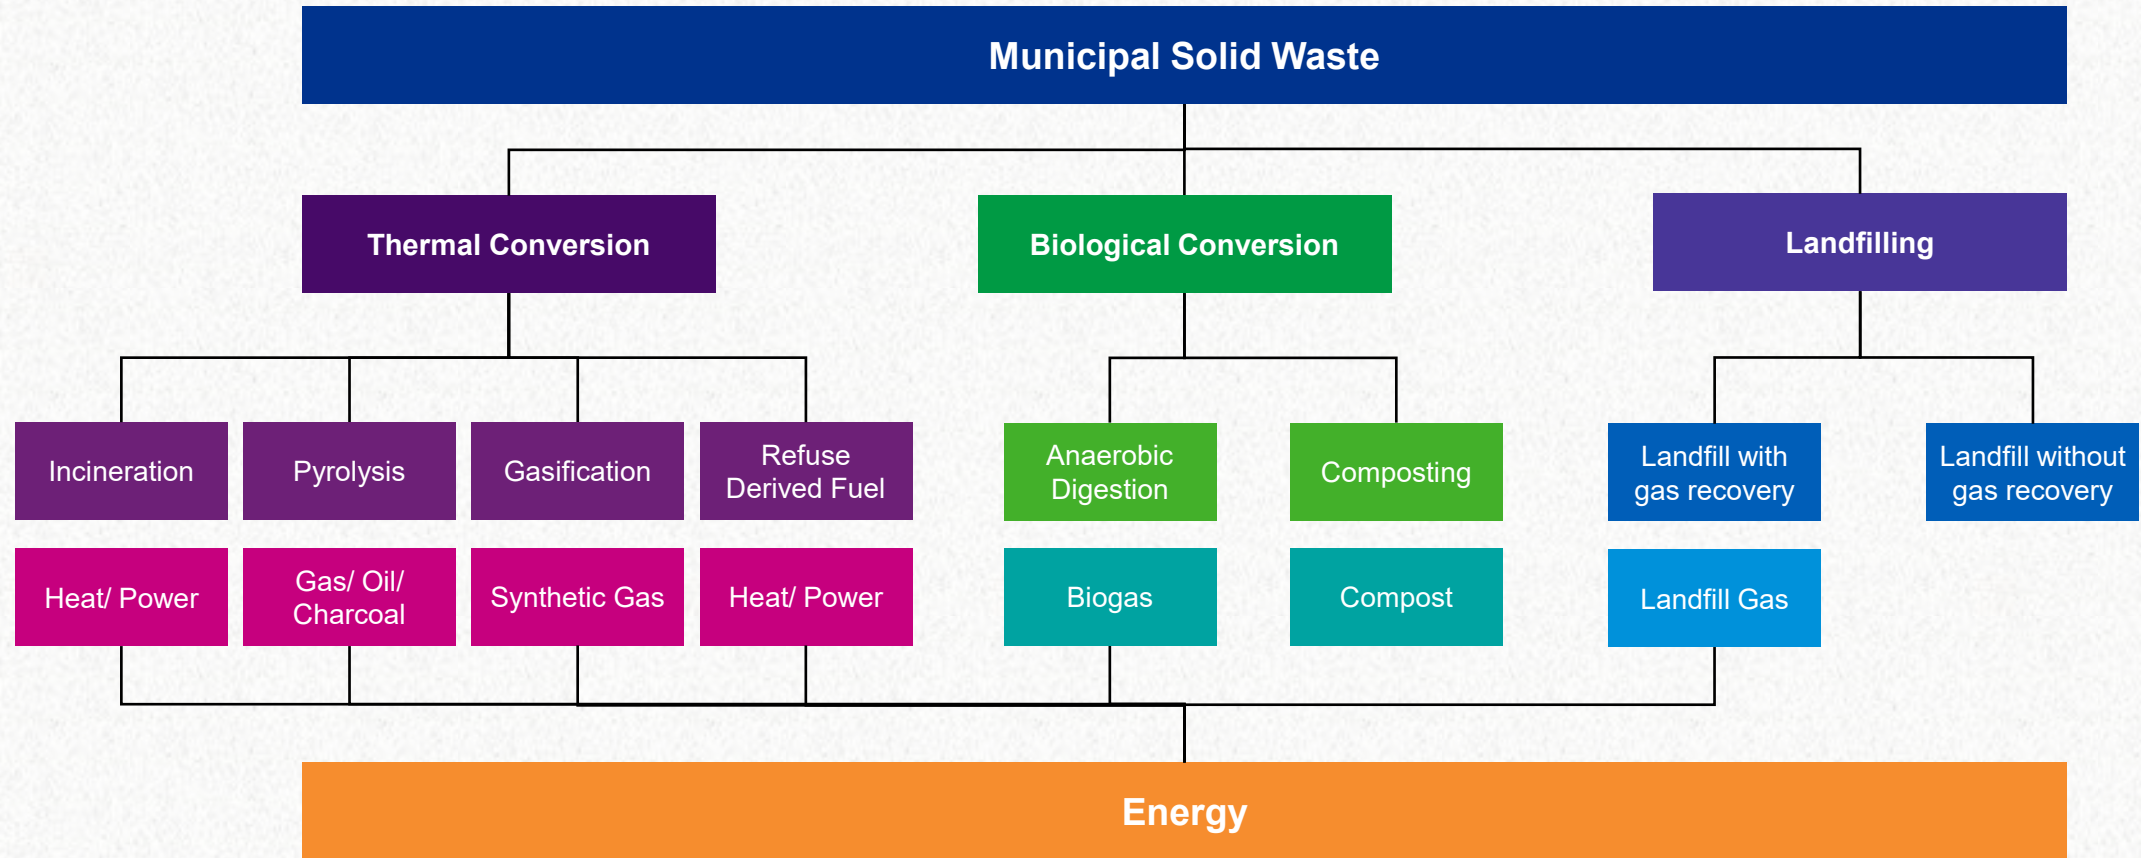 Municipal Solid Waste
Thermal Conversion
Biological Conversion
Landfilling
Incineration
Pyrolysis
Gasification
Refuse
Derived Fuel
Anaerobic
Digestion
Composting
Landfill with
gas recovery
Landfill without
gas recovery
Heat/ Power
Gas/ Oil/
Charcoal
Synthetic Gas
Heat/ Power
Biogas
Compost
Landfill Gas
Energy